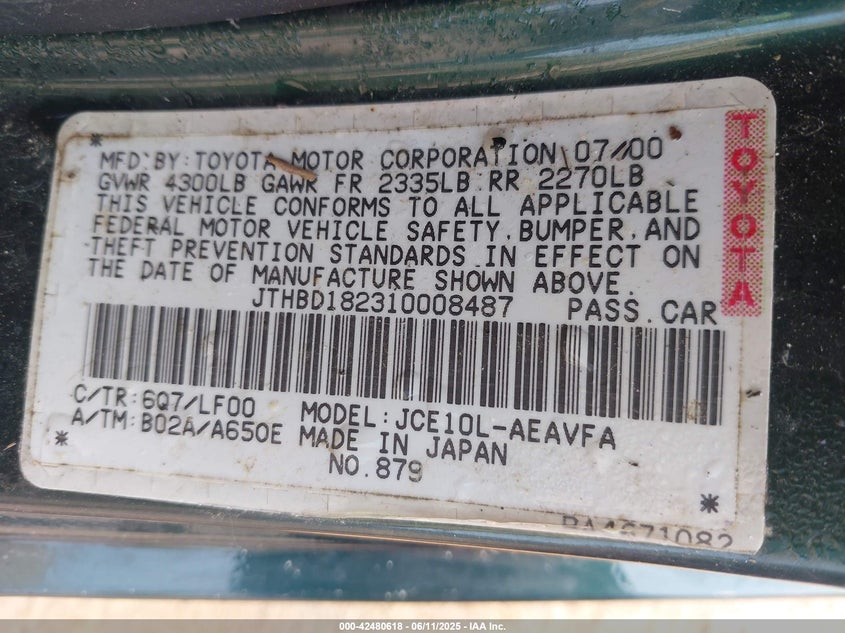 MFD BY:TOYOTA MOTOR CORPORATION 07/00
GVWR 4300LB GAWR FR 2335LB RR 2270LB
THIS VEHICLE CONFORMS TO ALL APPLICABLE
FEDERAL MOTOR VEHICLE SAFETY,BUMPER,AND
THEFT PREVENTION STANDARDS IN EFFECT ON
THE DATE OF MANUFACTURE SHOWN ABOVE.
JTHBD182310008487 PASS.CAR
C/TR:6Q7/LF00 MODEL:JCE10L-AEAVFA
A/TM:B02A/A650E MADE IN JAPAN
NO.879
TOYOTA
000-42480618 - 06/11/2025 - IAA Inc.